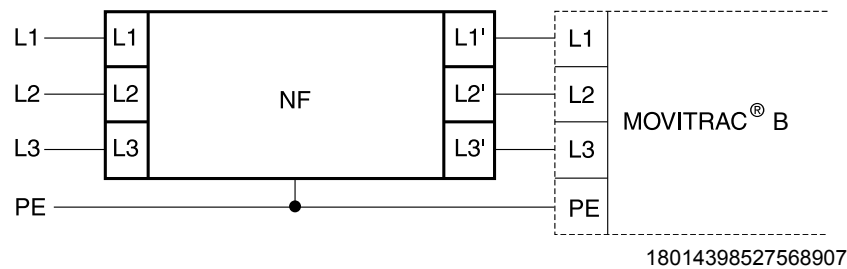 L1 L1 L1' L1
L2 L2 NF L2' L2 MOVITRAC® B
L3 L3 L3' L3
PE PE
18014398527568907